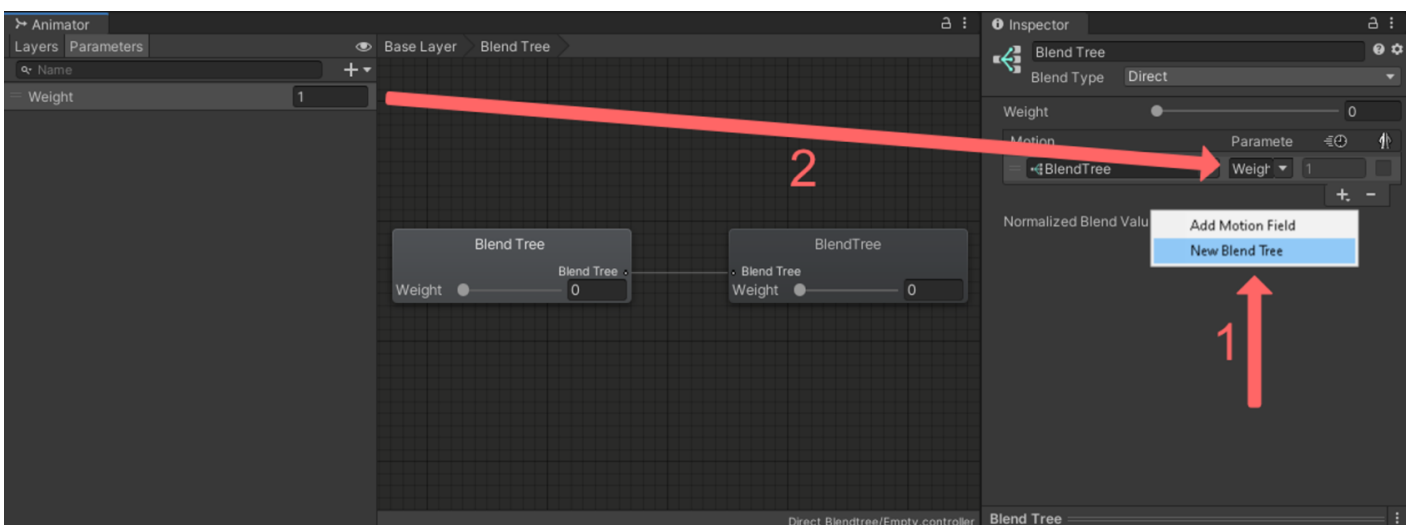 Animator
Layers Parameters
Name
Weight 1
Base Layer Blend Tree
Blend Tree
Blend Tree
Weight 0
BlendTree
Blend Tree
Weight 0
2
Direct Blendtree/Empty controller
Inspector
Blend Tree
Blend Type Direct
Weight 0
Motion Paramete
BlendTree Weigh 1
+ -
Normalized Blend Valu
Add Motion Field
New Blend Tree
1
Blend Tree